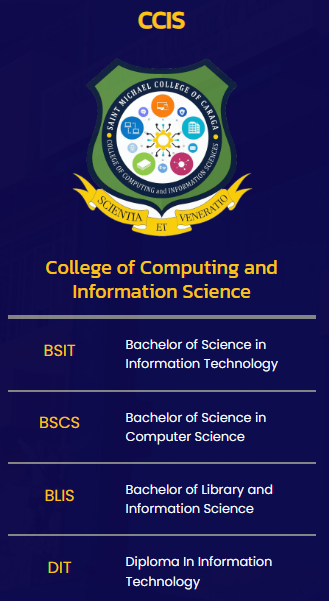 CCIS
SAINT MICHAEL COLLEGE OF CARAGA
COLLEGE OF COMPUTING and INFORMATION SCIENCES
SCIENTIA
ET
VENERATIO
College of Computing and
Information Science
BSIT
Bachelor of Science in
Information Technology
BSCS
Bachelor of Science in
Computer Science
BLIS
Bachelor of Library and
Information Science
DIT
Diploma In Information
Technology